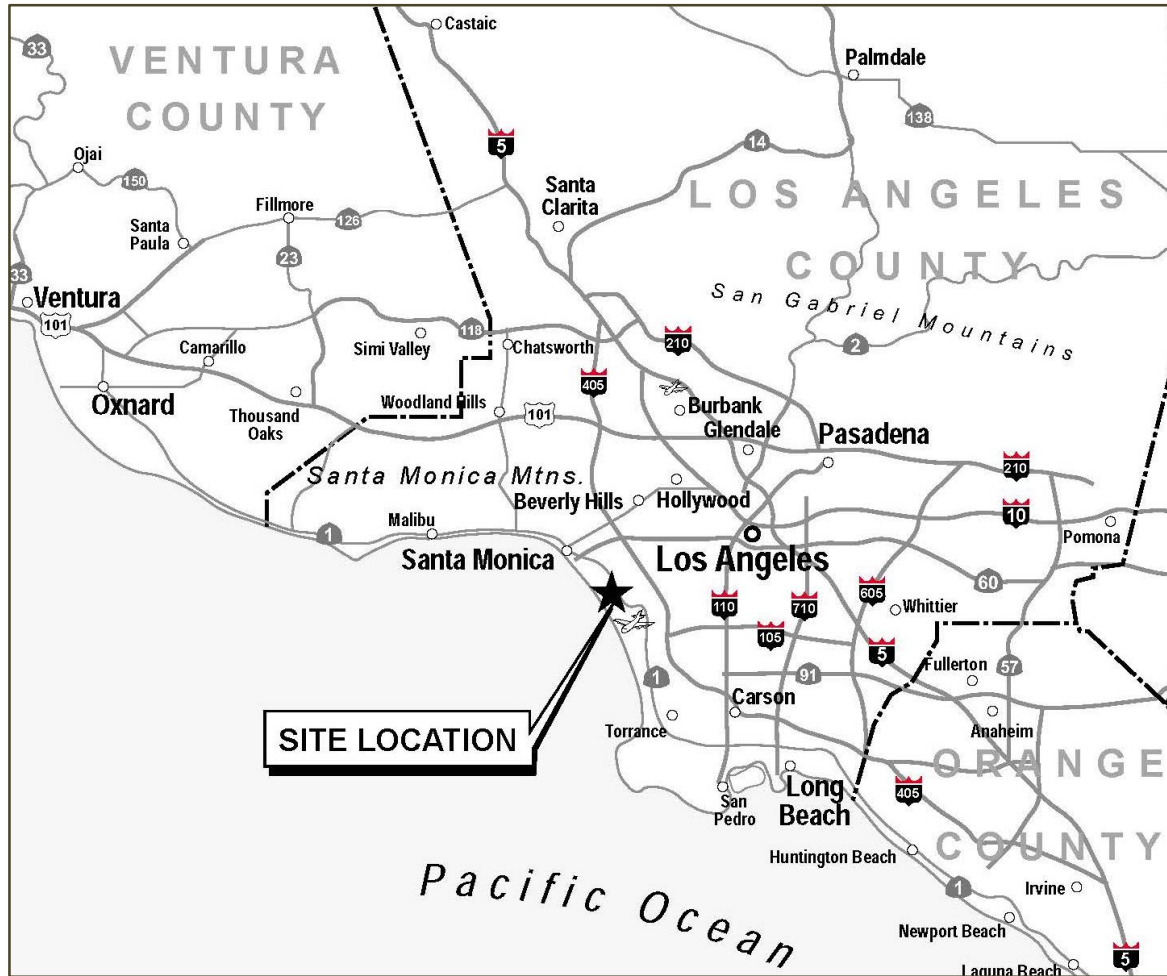 Castaic
33
VENTURA
COUNTY
Palmdale
138
5
14
Ojai
150
Santa
Clarita
LOS ANGELES
COUNTY
Fillmore
126
Santa
Paula
23
33
Ventura
101
San Gabriel Mountains
118
Simi Valley
Chatsworth
210
2
Camarillo
405
Oxnard
Thousand
Oaks
Woodland Hills
101
Burbank
Glendale
Pasadena
210
Santa Monica Mtns.
Beverly Hills
Hollywood
10
Pomona
1
Malibu
Santa Monica
Los Angeles
60
110
710
605
Whittier
105
5
Fullerton
57
1
91
Carson
Torrance
Anaheim
SITE LOCATION
ORANGE
COUNTY
San
Pedro
Long
Beach
405
Huntington Beach
1
Irvine
Pacific Ocean
Newport Beach
5
Laguna Beach